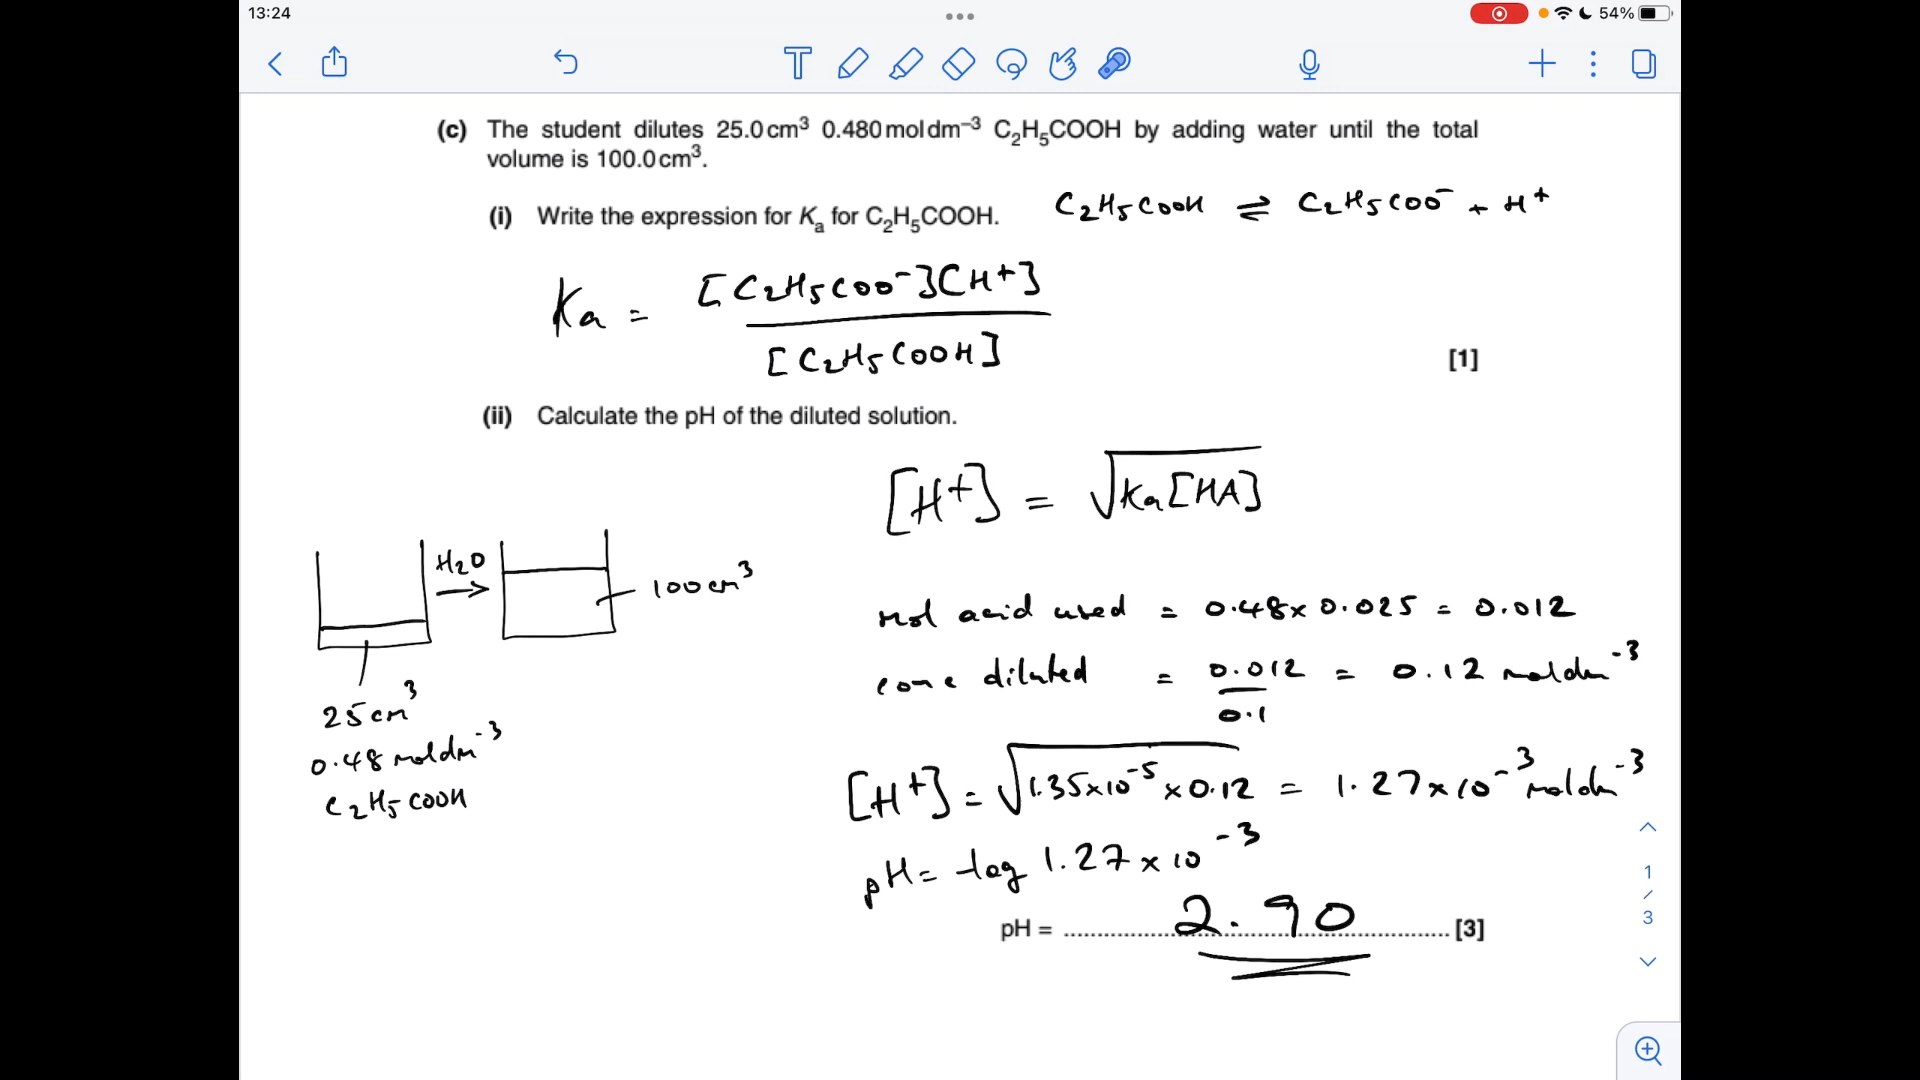 13:24
54%
(c) The student dilutes 25.0 cm³ 0.480 mol dm⁻³ C₂H₅COOH by adding water until the total
volume is 100.0 cm³.
(i) Write the expression for Kₐ for C₂H₅COOH.
C₂H₅COOH ⇌ C₂H₅COO⁻ + H⁺
Ka = [C₂H₅COO⁻][H⁺]
[C₂H₅COOH]
[1]
(ii) Calculate the pH of the diluted solution.
[H⁺] = √Ka[HA]
H₂O
100cm³
25cm³
0.48 moldm⁻³
C₂H₅COOH
mol acid used = 0.48 x 0.025 = 0.012
conc diluted = 0.012 = 0.12 moldm⁻³
0.1
[H⁺] = √1.35x10⁻⁵ x 0.12 = 1.27x10⁻³ moldm⁻³
pH = -log 1.27 x 10⁻³
pH = 2.90 [3]
1
/
3